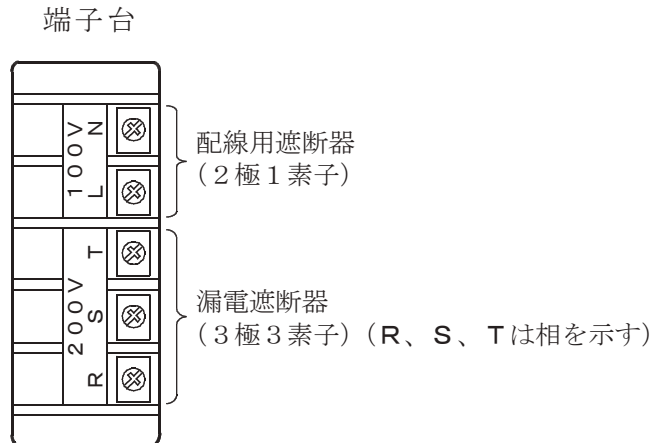 端子台
100V
N
L
配線用遮断器
(2極1素子)
200V
T
S
R
漏電遮断器
(3極3素子)(R、S、Tは相を示す)